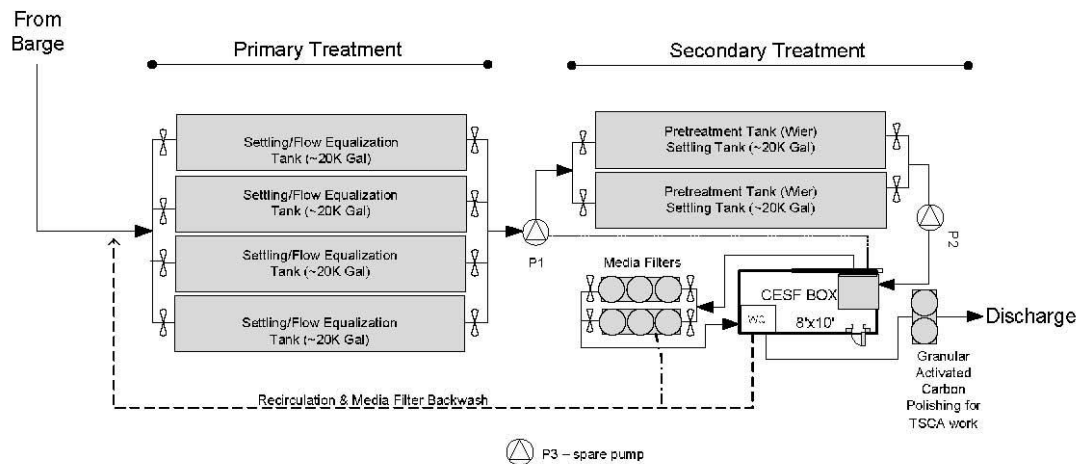 From
Barge
Primary Treatment
Secondary Treatment
Settling/Flow Equalization
Tank (~20K Gal)
Settling/Flow Equalization
Tank (~20K Gal)
Settling/Flow Equalization
Tank (~20K Gal)
Settling/Flow Equalization
Tank (~20K Gal)
Pretreatment Tank (Wier)
Settling Tank (~20K Gal)
Pretreatment Tank (Wier)
Settling Tank (~20K Gal)
P1
P2
Media Filters
CESF BOX
8'x10'
Discharge
Granular
Activated
Carbon
Polishing for
TSCA work
Recirculation & Media Filter Backwash
P3 – spare pump